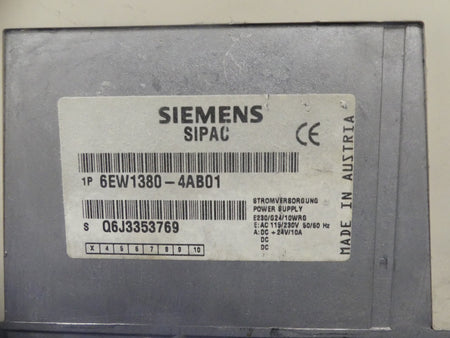 SIEMENS
SIPAC
CE
1P 6EW1380-4AB01
S Q6J3353769
X 4 5 6 7 8 9 10
STROMVERSORGUNG
POWER SUPPLY
E230/G24/10WRG
E: AC 115/230V 50/60 Hz
A: DC + 24V/10A
DC
DC
MADE IN AUSTRIA